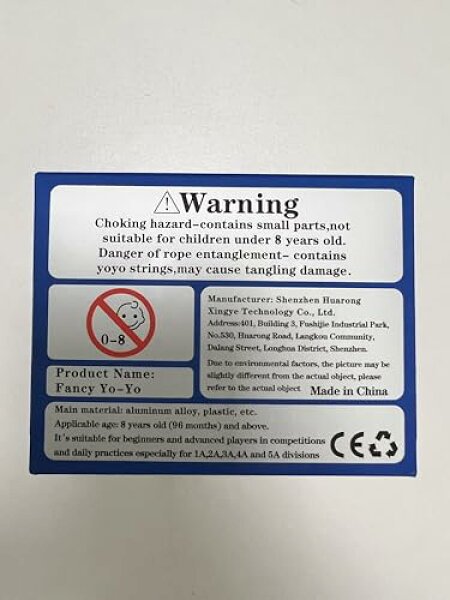 ⚠Warning
Choking hazard-contains small parts,not
suitable for children under 8 years old.
Danger of rope entanglement- contains
yoyo strings,may cause tangling damage.
0-8
Product Name:
Fancy Yo-Yo
Manufacturer: Shenzhen Huarong
Xingye Technology Co., Ltd.
Address:401, Building 3, Fushijie Industrial Park,
No.530, Huarong Road, Langkou Community,
Dalang Street, Longhua District, Shenzhen.
Due to environmental factors, the picture may be
slightly different from the actual object, please
refer to the actual object Made in China
Main material: aluminum alloy, plastic, etc.
Applicable age: 8 years old (96 months) and above.
It's suitable for beginners and advanced players in competitions
and daily practices especially for 1A,2A,3A,4A and 5A divisions
CE